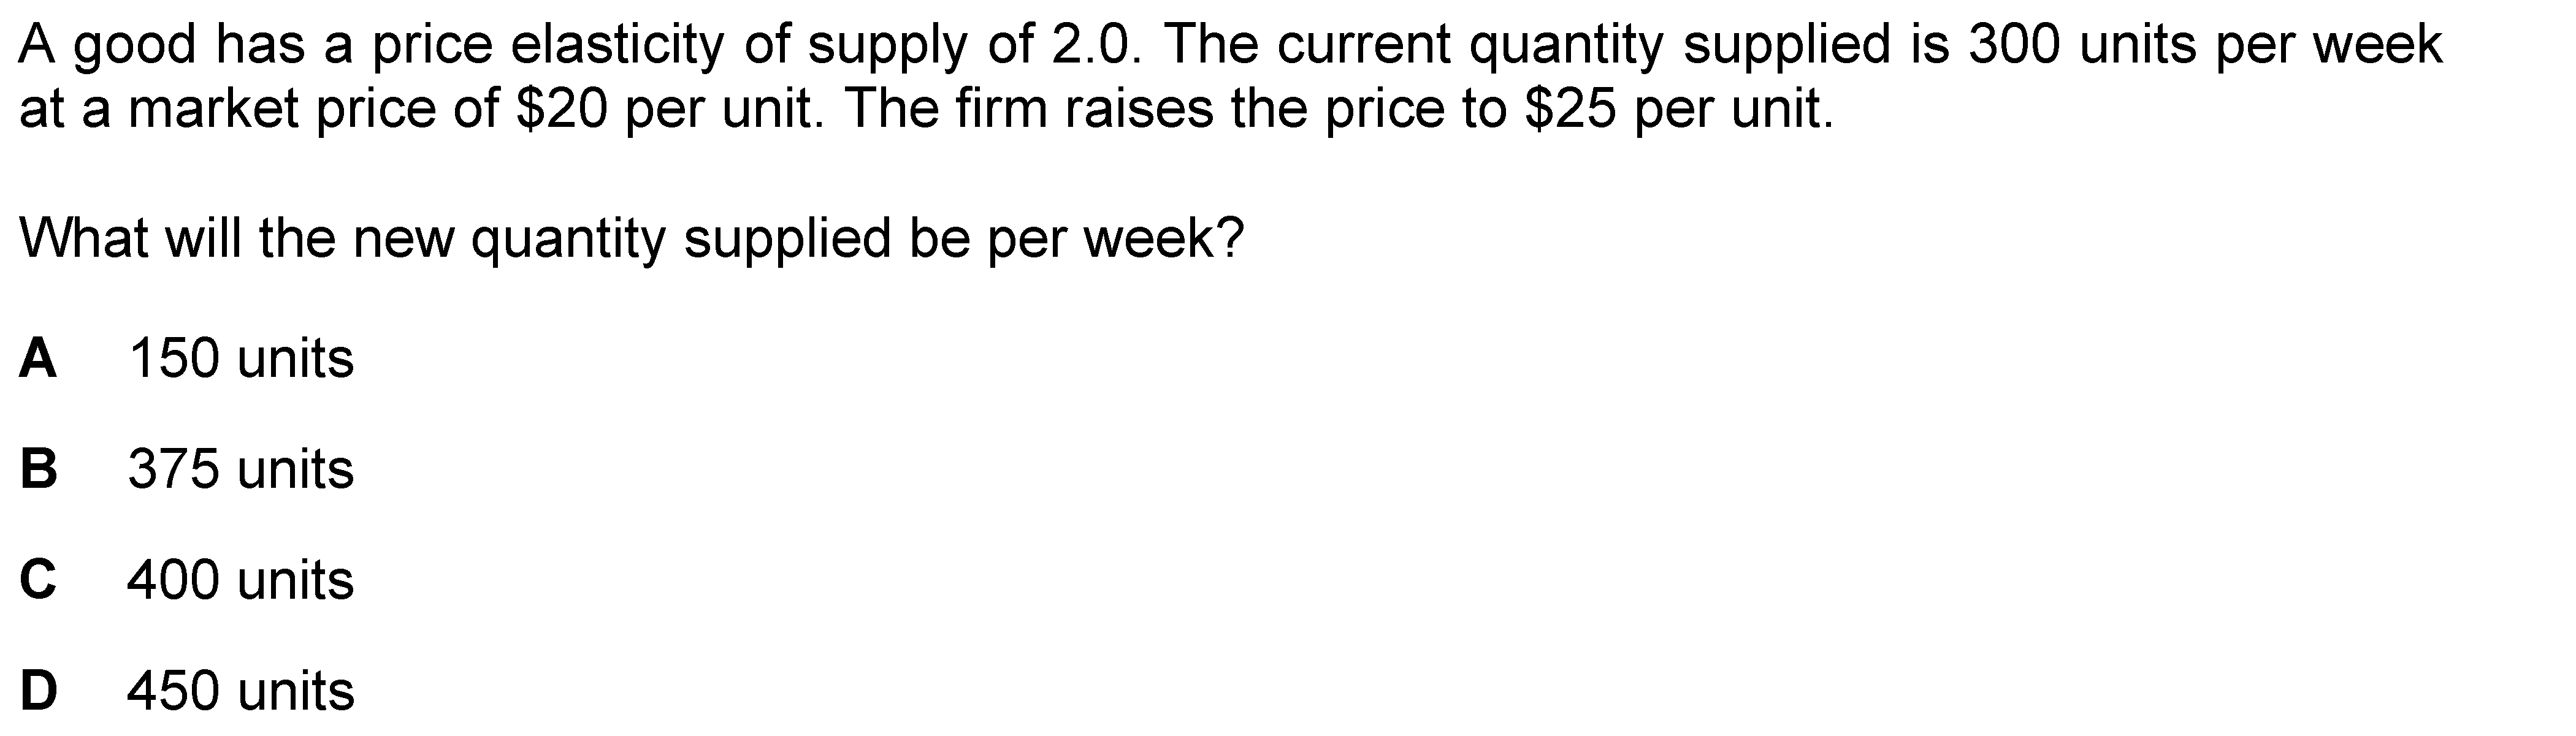 A good has a price elasticity of supply of 2.0. The current quantity supplied is 300 units per week
at a market price of $20 per unit. The firm raises the price to $25 per unit.
What will the new quantity supplied be per week?
A 150 units
B 375 units
C 400 units
D 450 units